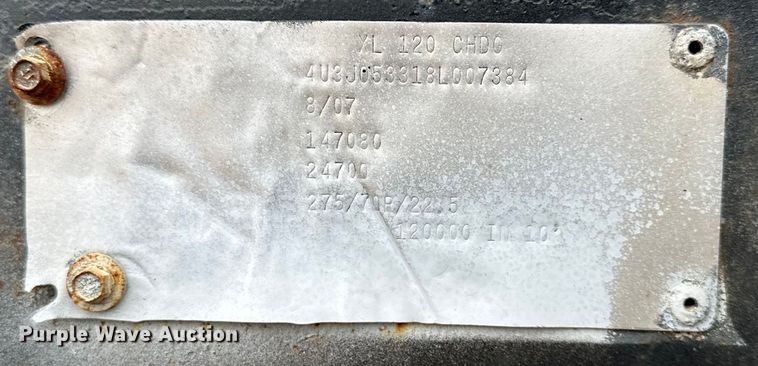 XL 120 CHDG
4U3J053318L007384
8/07
147080
24700
275/70R/22.5
120000 IN 10'
Purple Wave Auction